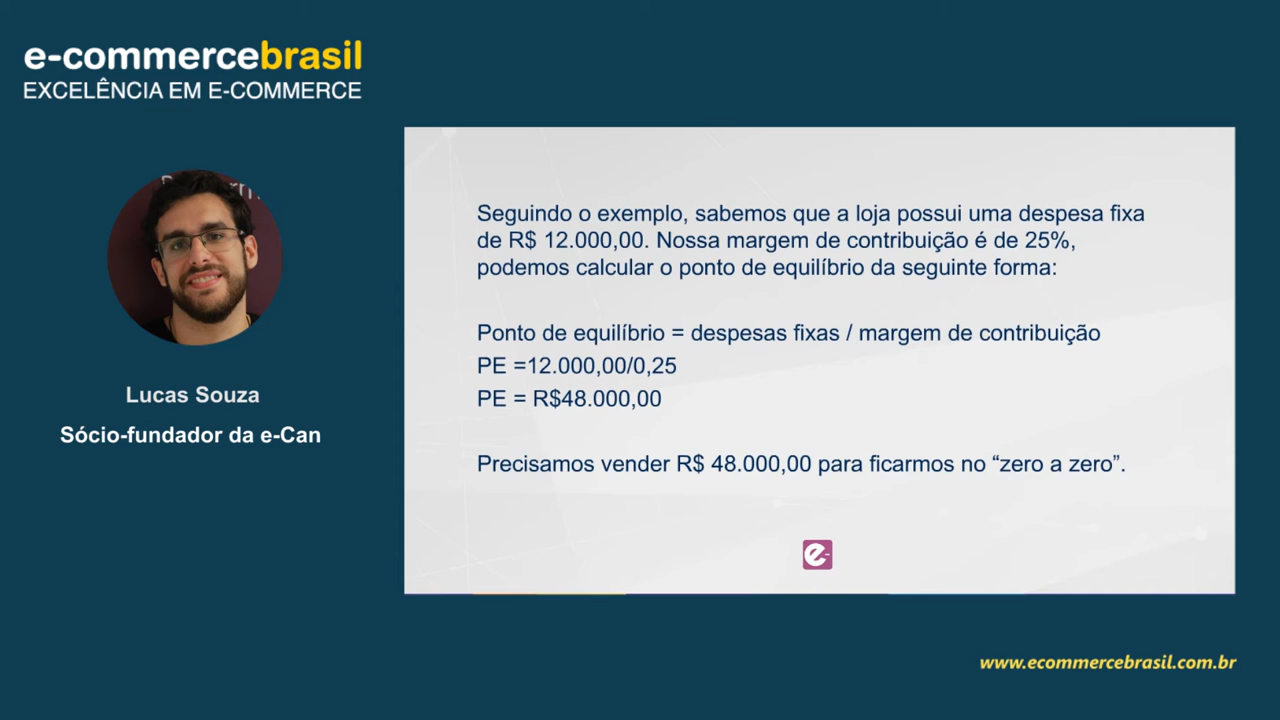 e-commercebrasil
EXCELÊNCIA EM E-COMMERCE
Lucas Souza
Sócio-fundador da e-Can
Seguindo o exemplo, sabemos que a loja possui uma despesa fixa
de R$ 12.000,00. Nossa margem de contribuição é de 25%,
podemos calcular o ponto de equilíbrio da seguinte forma:
Ponto de equilíbrio = despesas fixas / margem de contribuição
PE =12.000,00/0,25
PE = R$48.000,00
Precisamos vender R$ 48.000,00 para ficarmos no “zero a zero”.
e-
www.ecommercebrasil.com.br